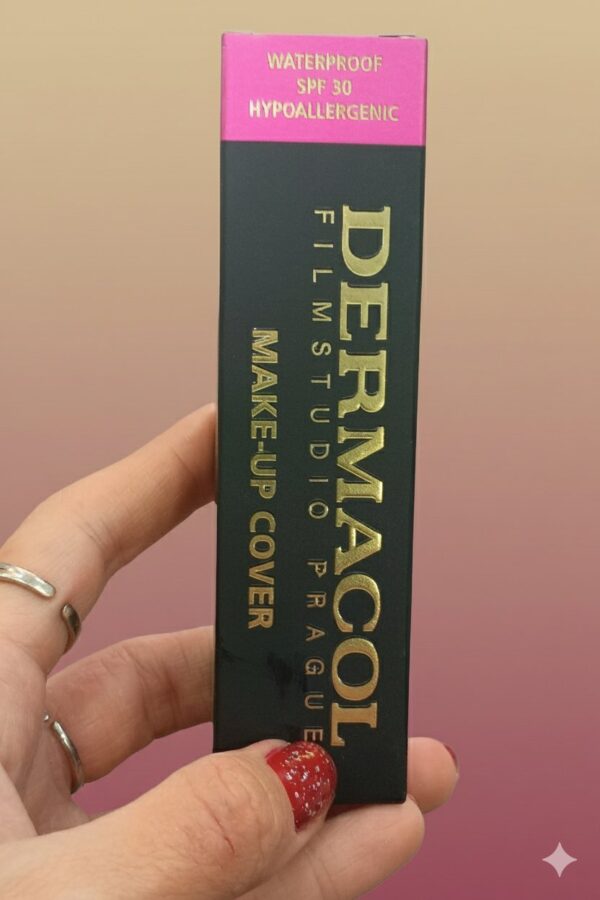 WATERPROOF
SPF 30
HYPOALLERGENIC
DERMACOL
FILMSTUDIO PRAGUE
MAKE-UP COVER